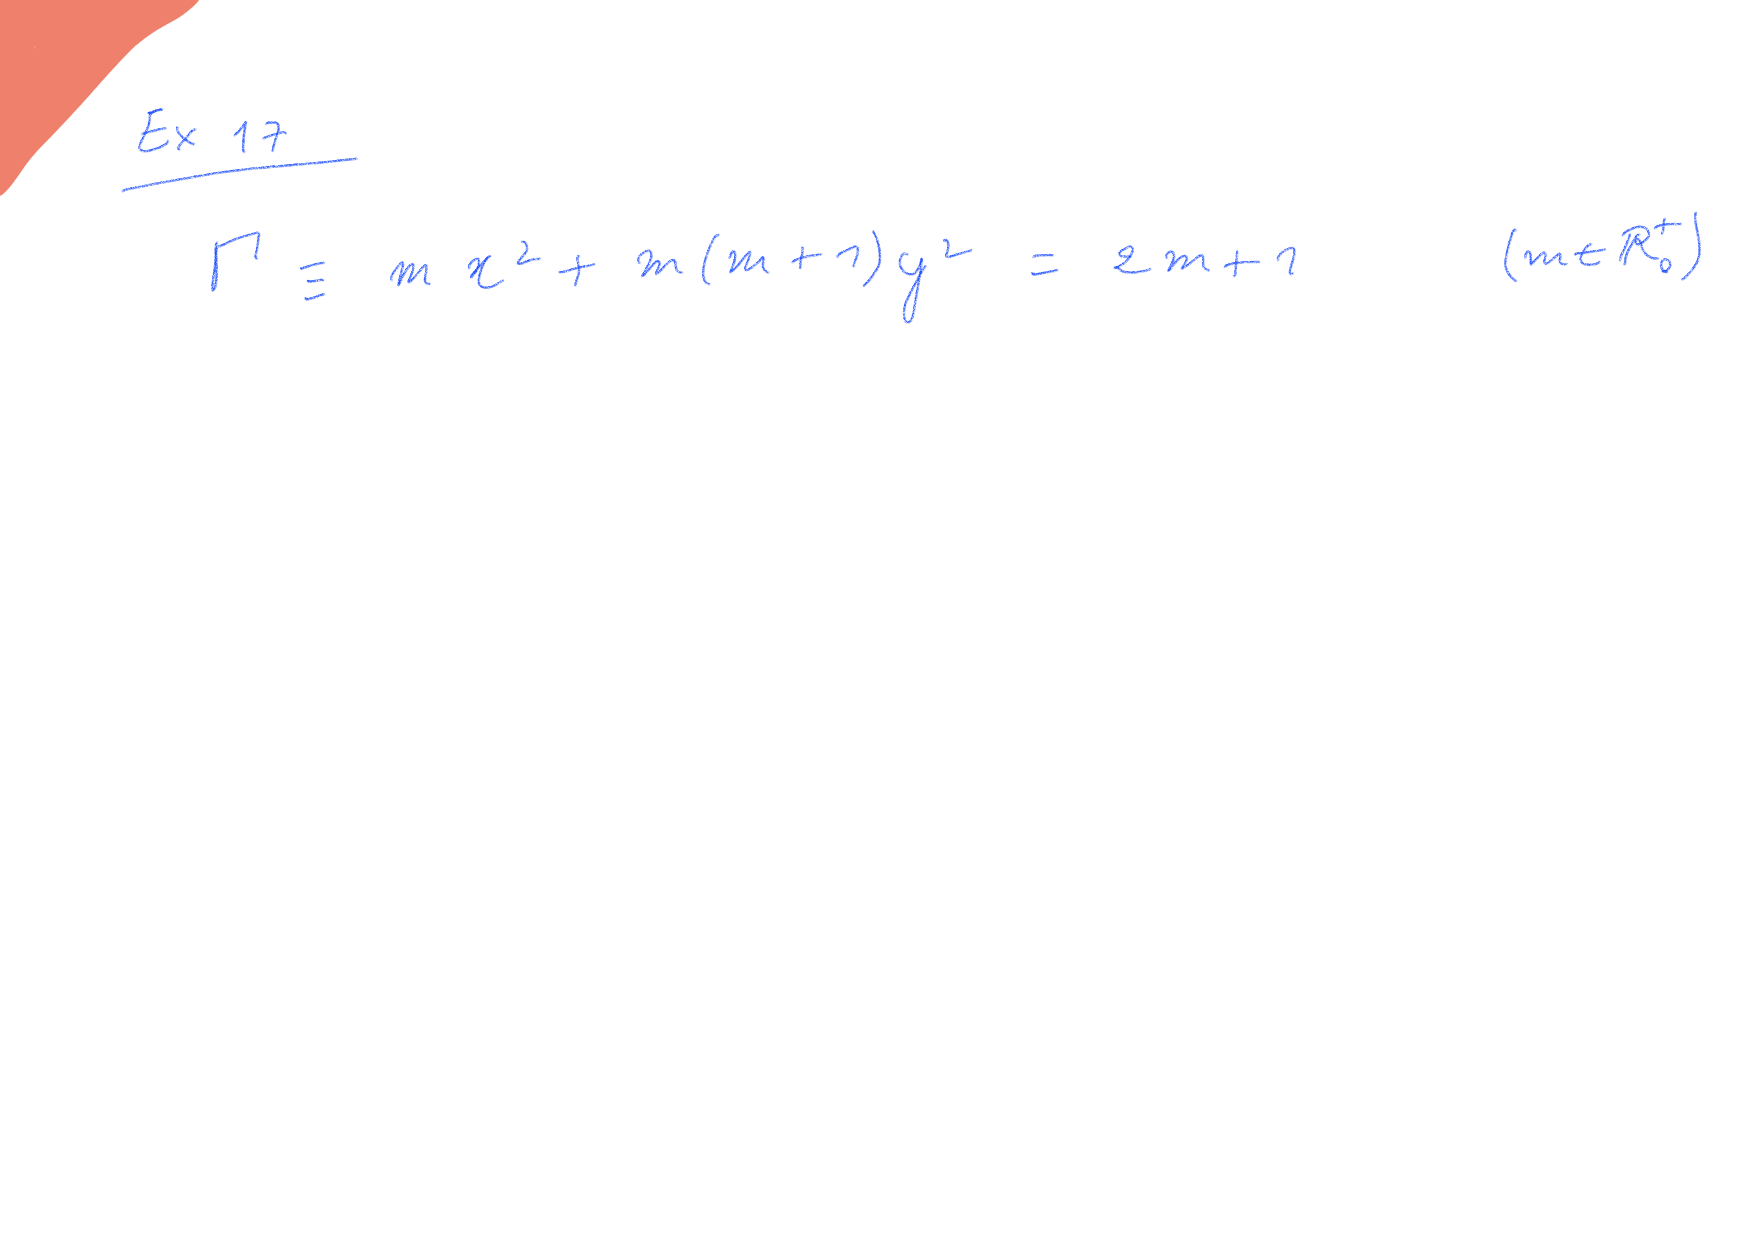 Ex 17
Γ ≡ m x² + m(m+1)y² = 2m+1 (m ∈ ℝ₀⁺)